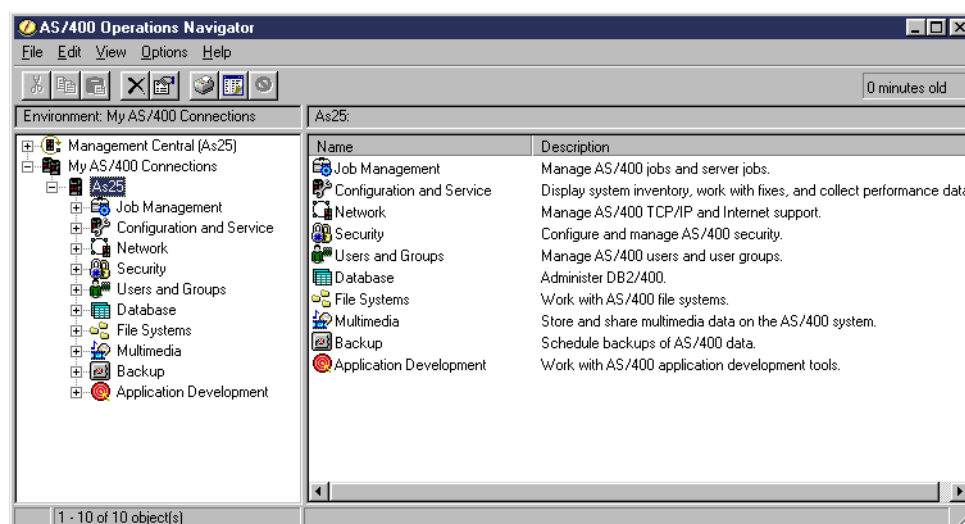 AS/400 Operations Navigator
File Edit View Options Help
0 minutes old
Environment: My AS/400 Connections
As25:
Management Central (As25)
My AS/400 Connections
As25
Job Management
Configuration and Service
Network
Security
Users and Groups
Database
File Systems
Multimedia
Backup
Application Development
Name Description
Job Management Manage AS/400 jobs and server jobs.
Configuration and Service Display system inventory, work with fixes, and collect performance data
Network Manage AS/400 TCP/IP and Internet support.
Security Configure and manage AS/400 security.
Users and Groups Manage AS/400 users and user groups.
Database Administer DB2/400.
File Systems Work with AS/400 file systems.
Multimedia Store and share multimedia data on the AS/400 system.
Backup Schedule backups of AS/400 data.
Application Development Work with AS/400 application development tools.
1 - 10 of 10 object(s)